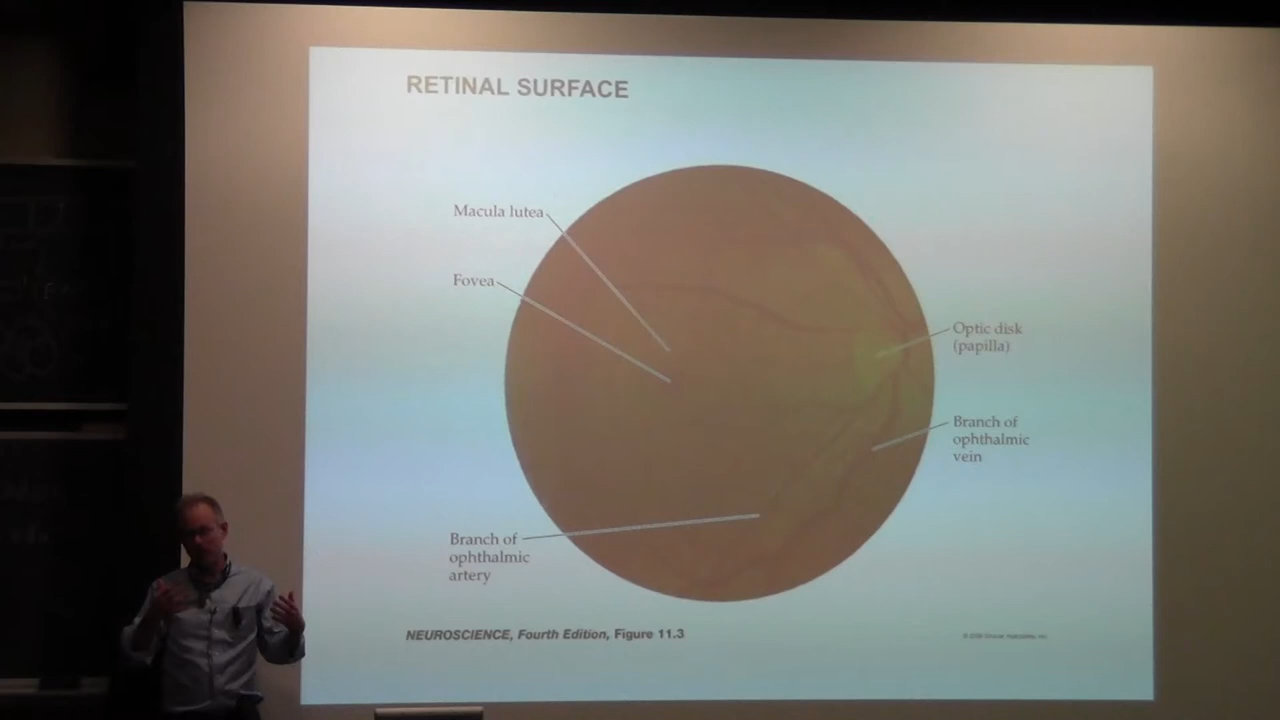 RETINAL SURFACE
Macula lutea
Fovea
Optic disk
(papilla)
Branch of
ophthalmic
vein
Branch of
ophthalmic
artery
NEUROSCIENCE, Fourth Edition, Figure 11.3